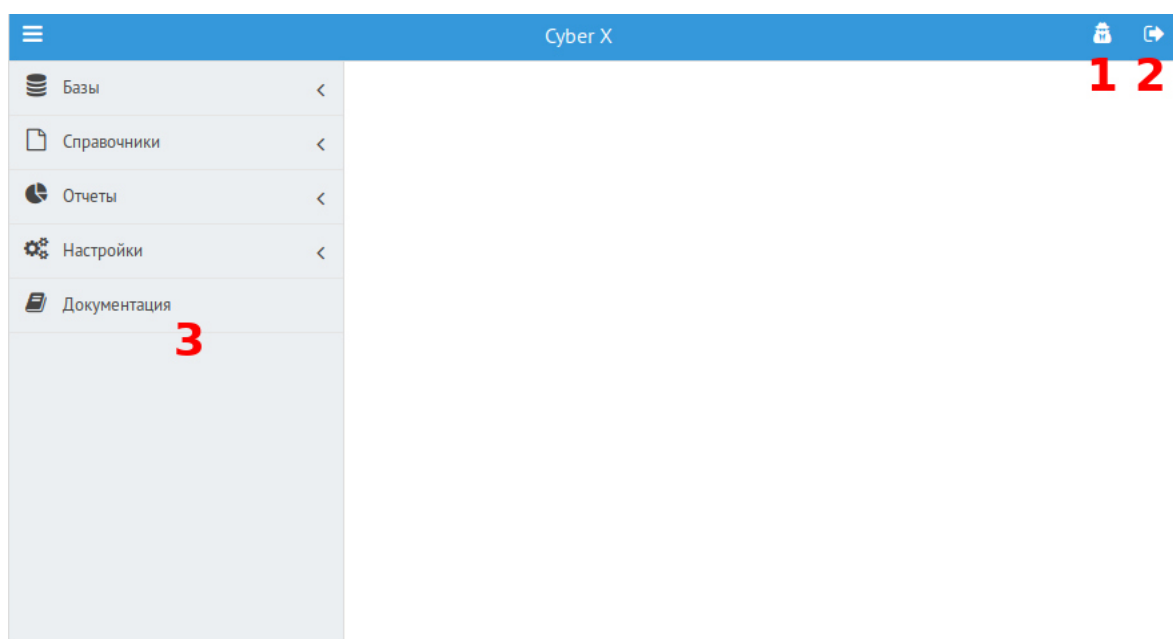 Cyber X
1 2
Базы
Справочники
Отчеты
Настройки
Документация
3